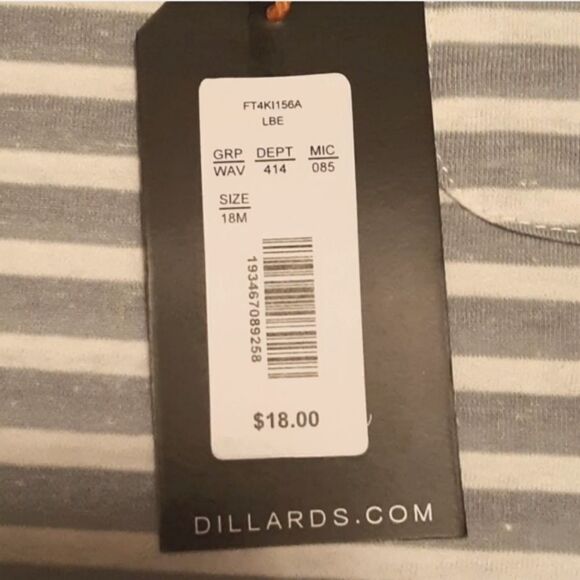 FT4KI156A
LBE
GRP DEPT MIC
WAV 414 085
SIZE
18M
193467089258
$18.00
DILLARDS.COM